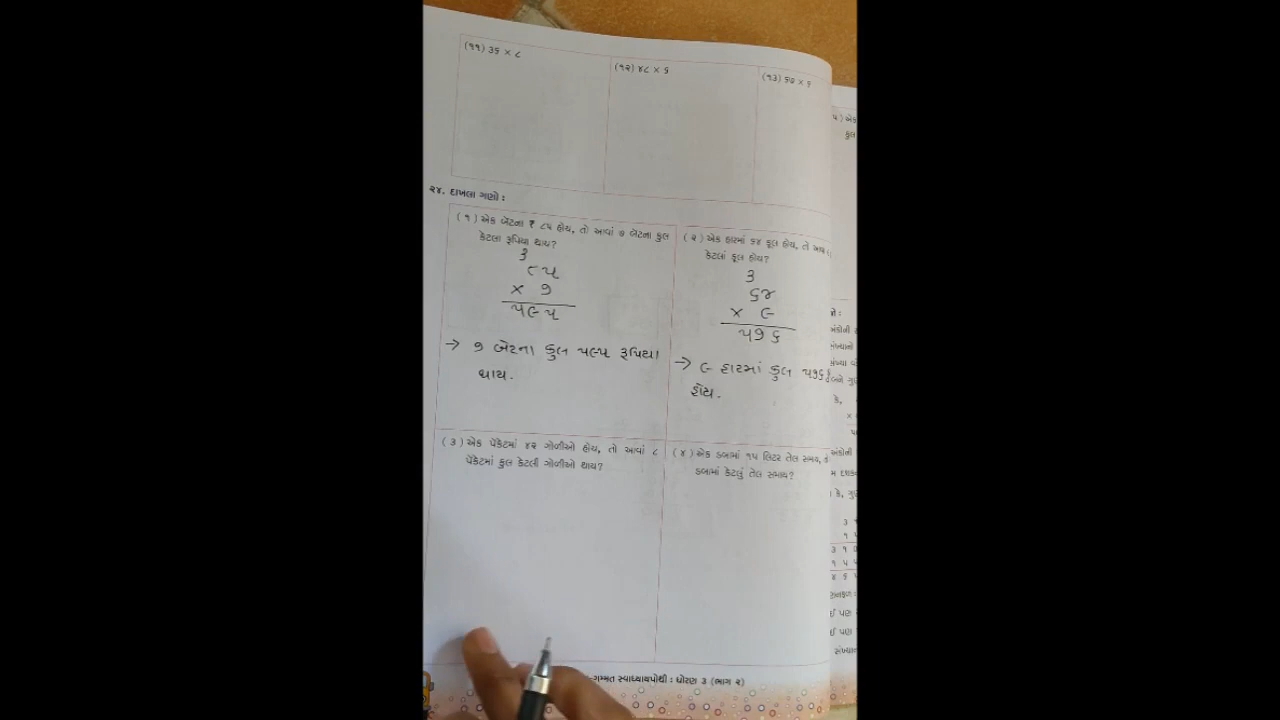 (૧૧) ૩૬ × ૮
(૧૨) ૪૮ × ૬
(૧૩) ૬૭ × ૬
૨૪. દાખલા ગણો :
(૧) એક બેટના ₹ ૮૫ હોય, તો આવાં ૭ બેટના કુલ
કેટલા રૂપિયા થાય?
૩
૮૫
× ૭
૫૯૫
→ ૭ બેટના કુલ ૫૯૫ રૂપિયા
થાય.
(૨) એક હારમાં ૬૪ ફૂલ હોય, તો
કેટલાં ફૂલ હોય?
૩
૬૪
× ૯
૫૭૬
→ ૯ હારમાં કુલ ૫૭૬
હોય.
(૩) એક પેકેટમાં ૪૨ ગોળીઓ હોય, તો આવાં ૮
પેકેટમાં કુલ કેટલી ગોળીઓ થાય?
(૪) એક ડબામાં ૧૫ લિટર તેલ સમાય,
ડબામાં કેટલું તેલ સમાય?
-ગમ્મત સ્વાધ્યાયપોથી : ધોરણ ૩ (ભાગ ૨)
૫) એક
કુલ